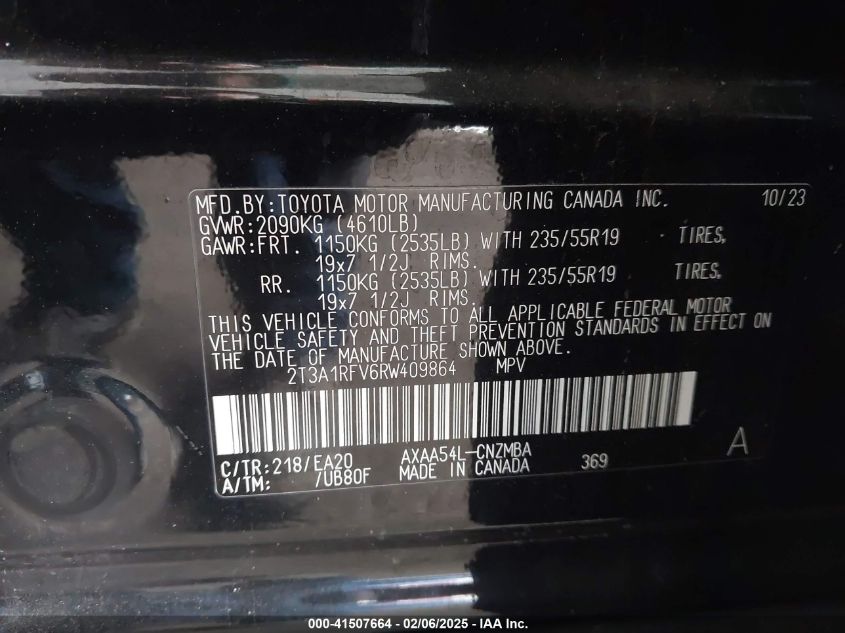 MFD.BY:TOYOTA MOTOR MANUFACTURING CANADA INC. 10/23
GVWR:2090KG (4610LB)
GAWR:FRT. 1150KG (2535LB) WITH 235/55R19 TIRES,
19x7 1/2J RIMS.
RR. 1150KG (2535LB) WITH 235/55R19 TIRES,
19x7 1/2J RIMS.
THIS VEHICLE CONFORMS TO ALL APPLICABLE FEDERAL MOTOR
VEHICLE SAFETY AND THEFT PREVENTION STANDARDS IN EFFECT ON
THE DATE OF MANUFACTURE SHOWN ABOVE.
2T3A1RFV6RW409864 MPV
C/TR:218/EA20 AXAA54L-CNZMBA 369 A
A/TM: /UB80F MADE IN CANADA
000-41507664 - 02/06/2025 - IAA Inc.